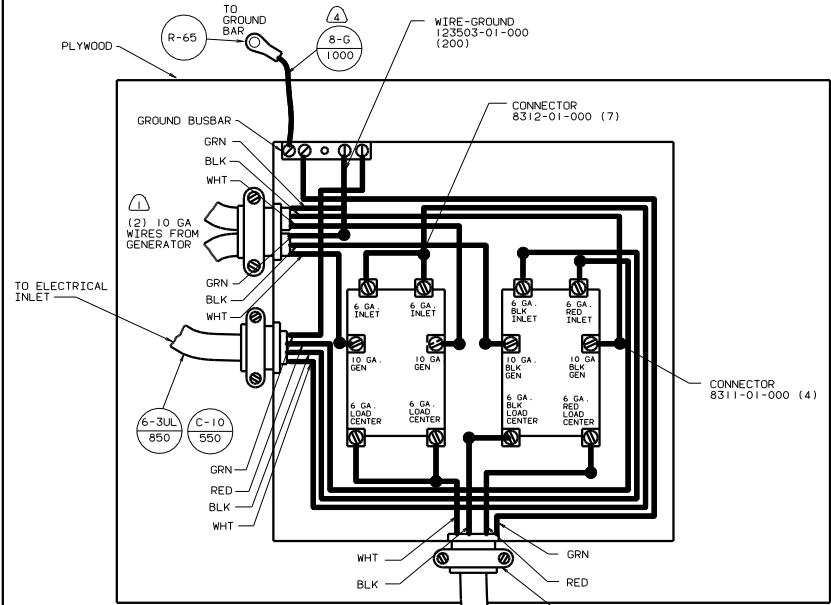 TO
GROUND
BAR
R-65
4
8-G
1000
WIRE-GROUND
123503-01-000
(200)
PLYWOOD
CONNECTOR
8312-01-000 (7)
GROUND BUSBAR
GRN
BLK
WHT
1
(2) 10 GA
WIRES FROM
GENERATOR
GRN
BLK
WHT
TO ELECTRICAL
INLET
6 GA.
INLET
6 GA.
INLET
6 GA.
BLK
INLET
6 GA.
RED
INLET
10 GA.
GEN
10 GA
GEN
10 GA.
BLK
GEN
10 GA.
BLK
GEN
6 GA.
LOAD
CENTER
6 GA.
LOAD
CENTER
6 GA.
BLK
LOAD
CENTER
6 GA.
RED
LOAD
CENTER
CONNECTOR
8311-01-000 (4)
6-3UL
850
C-10
550
GRN
RED
BLK
WHT
WHT
BLK
GRN
RED